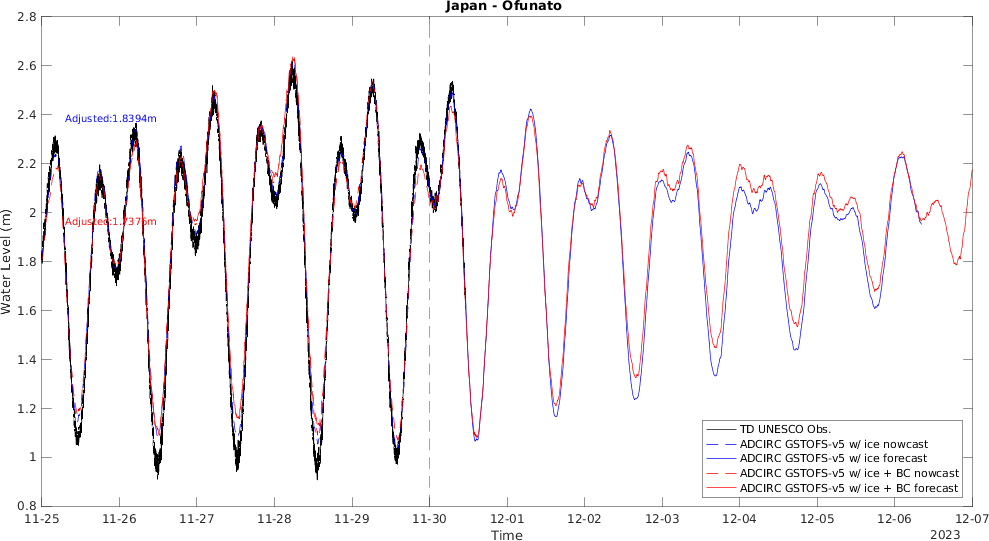 Japan - Ofunato
2.8
2.6
2.4
2.2
2
1.8
1.6
1.4
1.2
1
0.8
Water Level (m)
Adjusted:1.8394m
Adjusted:1.7376m
TD UNESCO Obs.
ADCIRC GSTOFS-v5 w/ ice nowcast
ADCIRC GSTOFS-v5 w/ ice forecast
ADCIRC GSTOFS-v5 w/ ice + BC nowcast
ADCIRC GSTOFS-v5 w/ ice + BC forecast
11-25 11-26 11-27 11-28 11-29 11-30 12-01 12-02 12-03 12-04 12-05 12-06 12-07
Time
2023